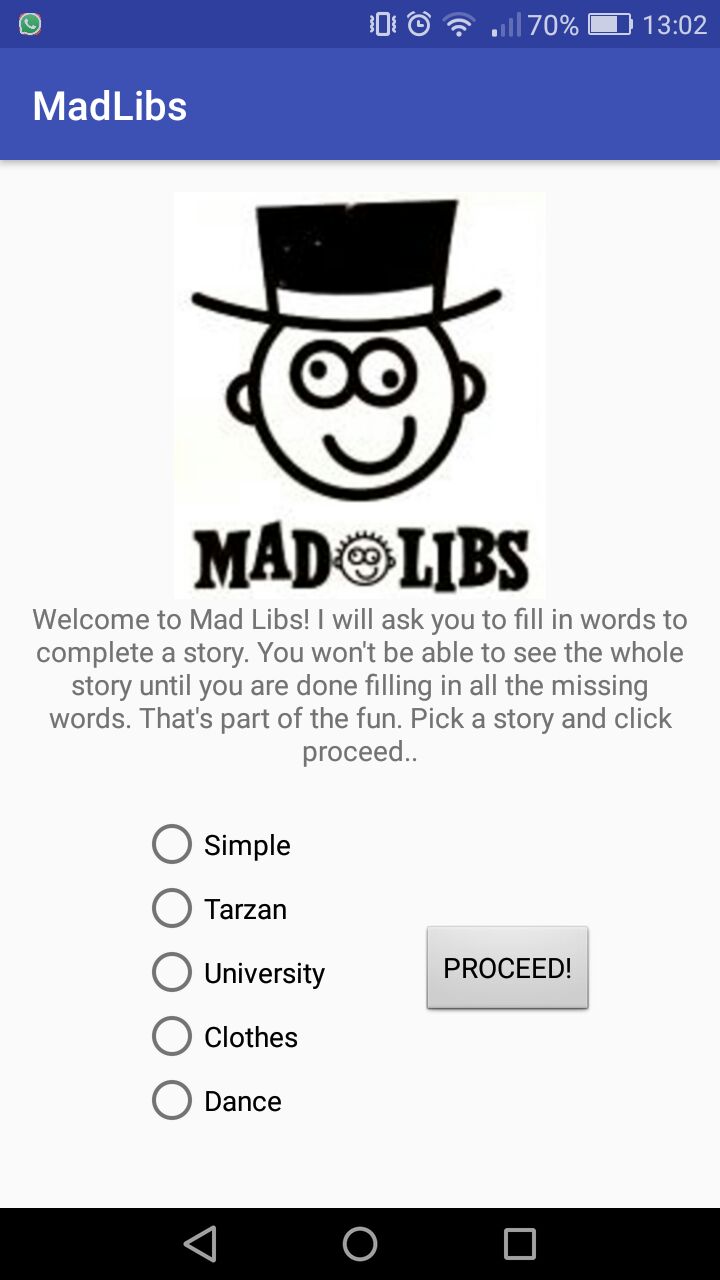 70% 13:02
MadLibs
MAD LIBS
Welcome to Mad Libs! I will ask you to fill in words to
complete a story. You won't be able to see the whole
story until you are done filling in all the missing
words. That's part of the fun. Pick a story and click
proceed..
Simple
Tarzan
University
PROCEED!
Clothes
Dance